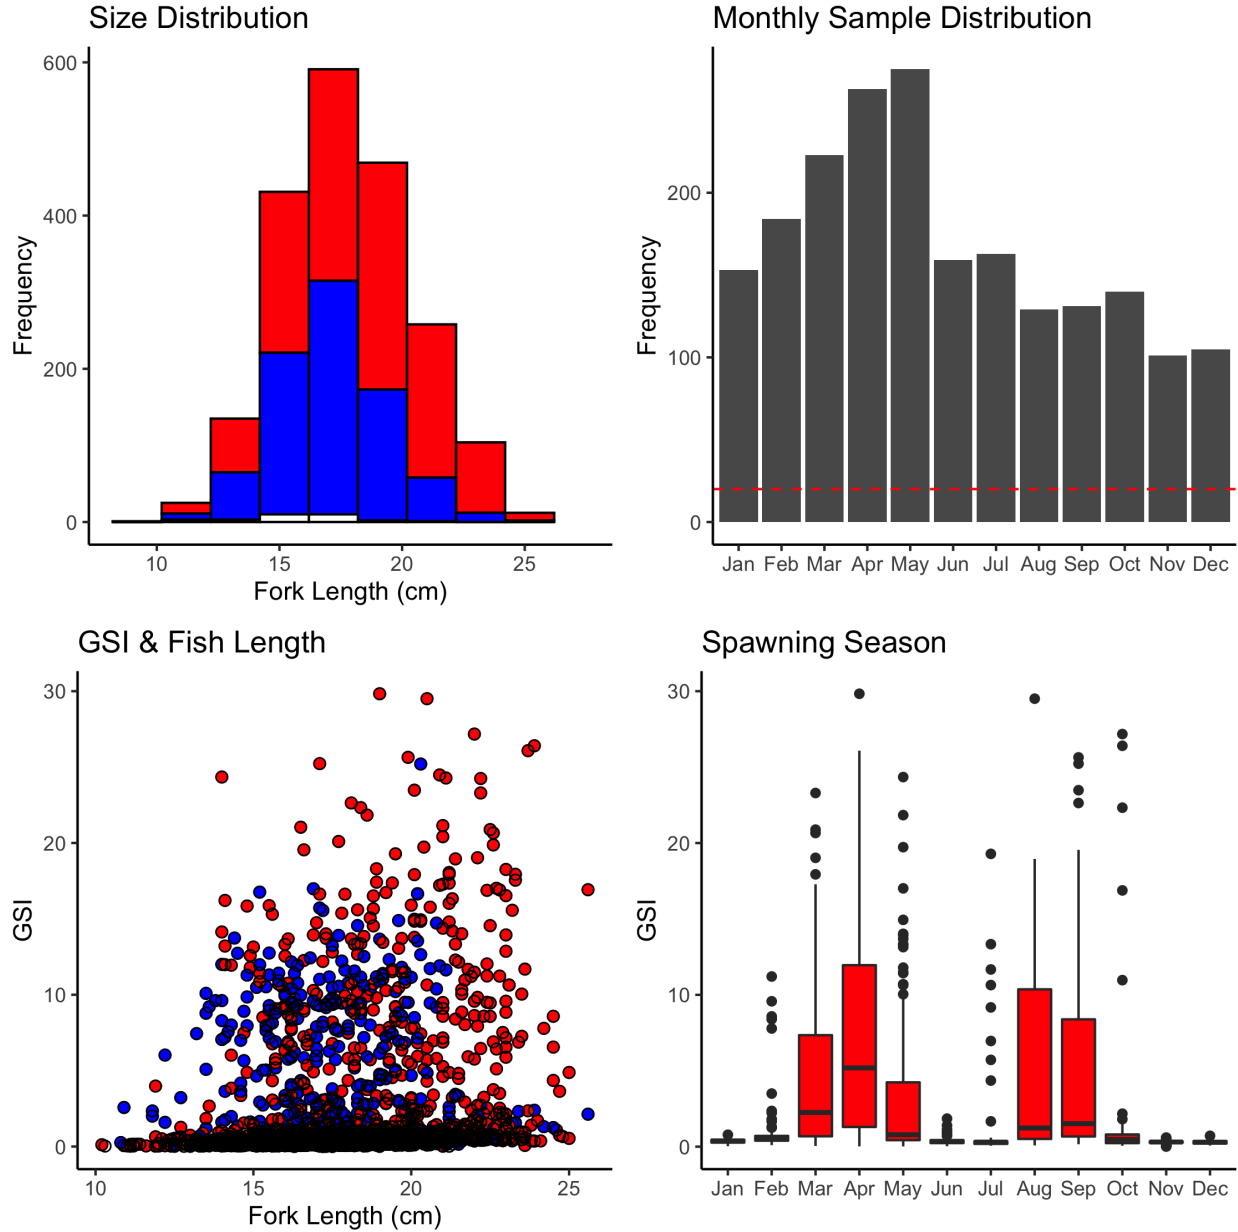 Size Distribution
Frequency
600
400
200
0
10 15 20 25
Fork Length (cm)
Monthly Sample Distribution
Frequency
200
100
0
Jan Feb Mar Apr May Jun Jul Aug Sep Oct Nov Dec
GSI & Fish Length
GSI
30
20
10
0
10 15 20 25
Fork Length (cm)
Spawning Season
GSI
30
20
10
0
Jan Feb Mar Apr May Jun Jul Aug Sep Oct Nov Dec